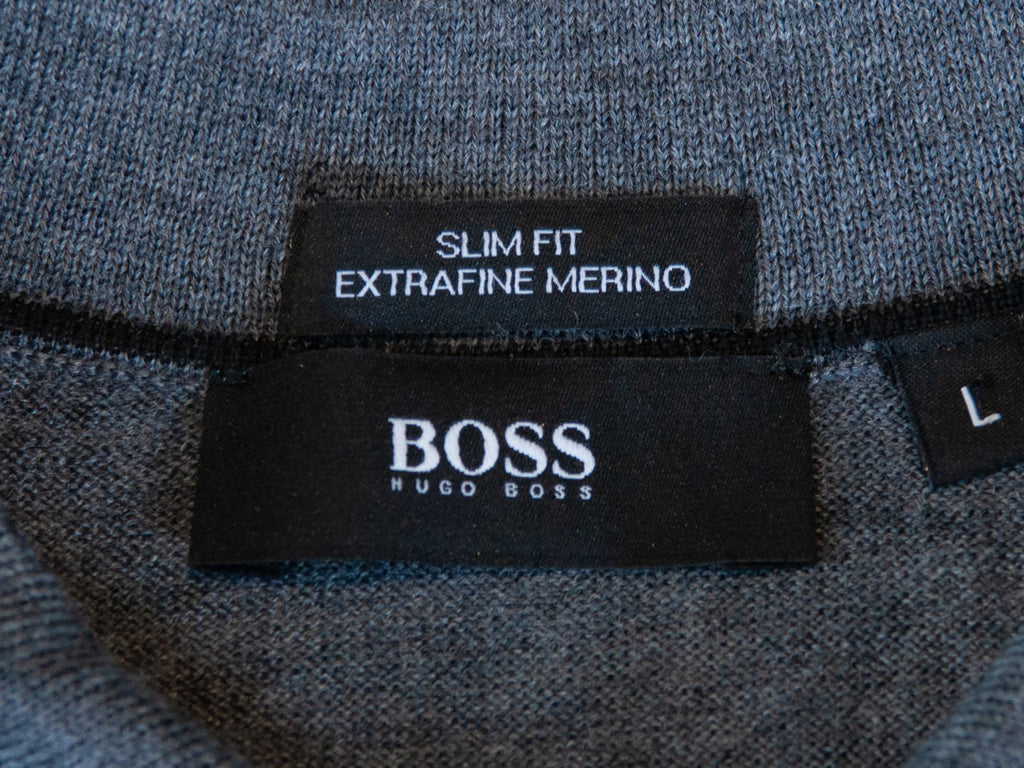 SLIM FIT
EXTRAFINE MERINO
BOSS
HUGO BOSS
L